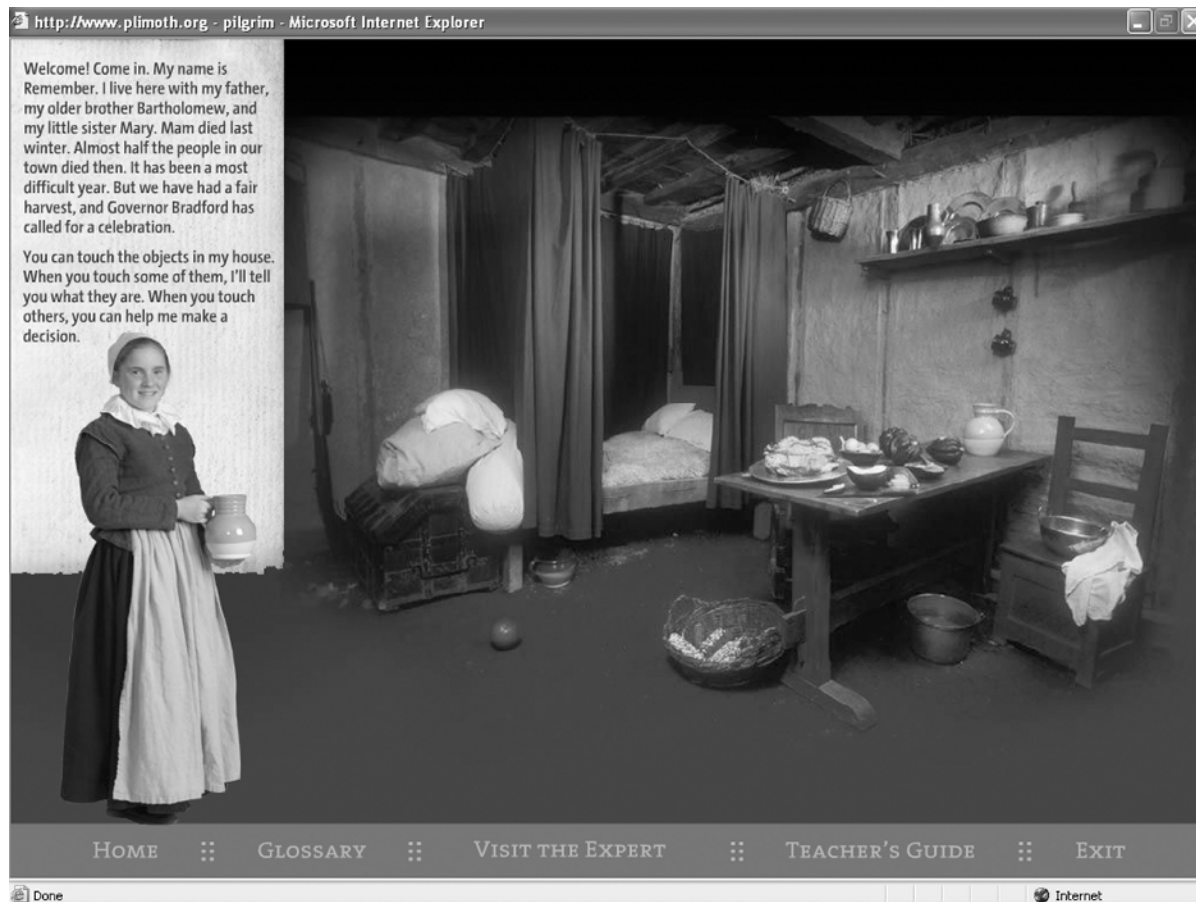 http://www.plimoth.org - pilgrim - Microsoft Internet Explorer
Welcome! Come in. My name is
Remember. I live here with my father,
my older brother Bartholomew, and
my little sister Mary. Mam died last
winter. Almost half the people in our
town died then. It has been a most
difficult year. But we have had a fair
harvest, and Governor Bradford has
called for a celebration.
You can touch the objects in my house.
When you touch some of them, I'll tell
you what they are. When you touch
others, you can help me make a
decision.
Home Glossary Visit the Expert Teacher's Guide Exit
Done Internet